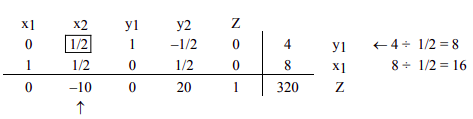 x1 x2 y1 y2 Z
0 1/2 1 –1/2 0 4 y1 ← 4 ÷ 1/2 = 8
1 1/2 0 1/2 0 8 x1 8 ÷ 1/2 = 16
0 –10 0 20 1 320 Z
↑